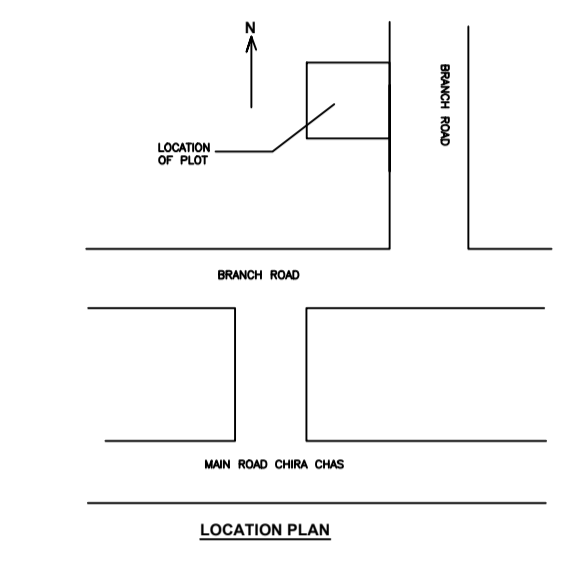 N
BRANCH ROAD
LOCATION
OF PLOT
BRANCH ROAD
MAIN ROAD CHIRA CHAS
LOCATION PLAN